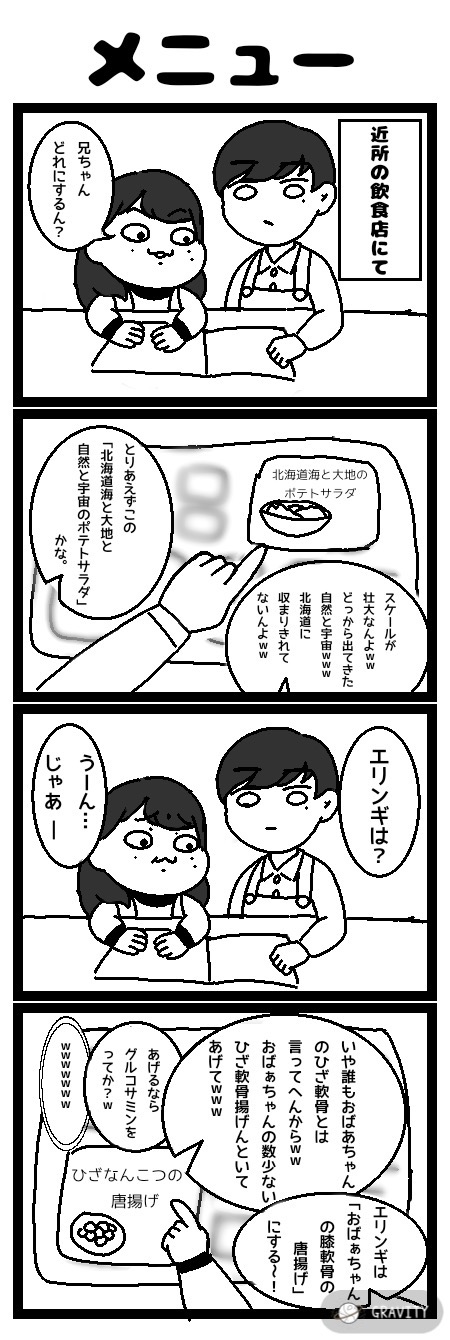 メニュー
近所の飲食店にて
兄ちゃん
どれにするん?
北海道海と大地の
ポテトサラダ
とりあえずこの
「北海道海と大地と
自然と宇宙のポテトサラダ」
かな。
スケールが
壮大なんよww
どっから出てきた
自然と宇宙www
北海道に
収まりきれて
ないんよww
エリンギは?
うーん…
じゃあー
エリンギは
「おばぁちゃん
の膝軟骨の
唐揚げ」
にする〜!
いや誰もおばあちゃん
のひざ軟骨とは
言ってへんからww
おばぁちゃんの数少ない
ひざ軟骨揚げんといて
あげてwww
あげるなら
グルコサミンを
ってか?w
wwwwwww
ひざなんこつの
唐揚げ
GRAVITY